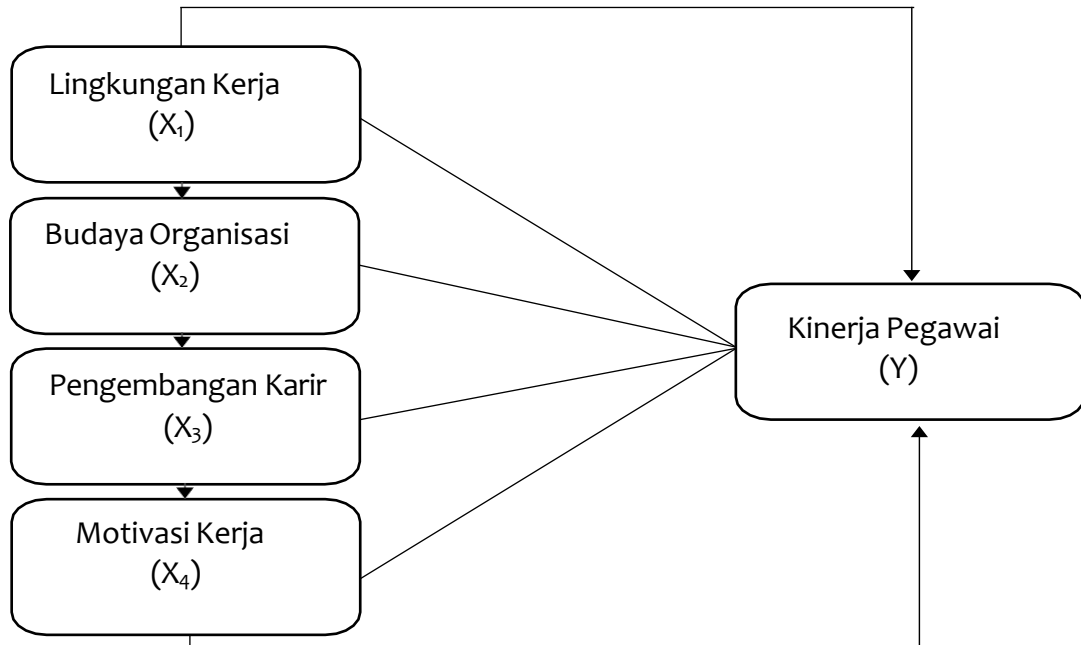 Lingkungan Kerja
(X₁)
Budaya Organisasi
(X₂)
Pengembangan Karir
(X₃)
Motivasi Kerja
(X₄)
Kinerja Pegawai
(Y)